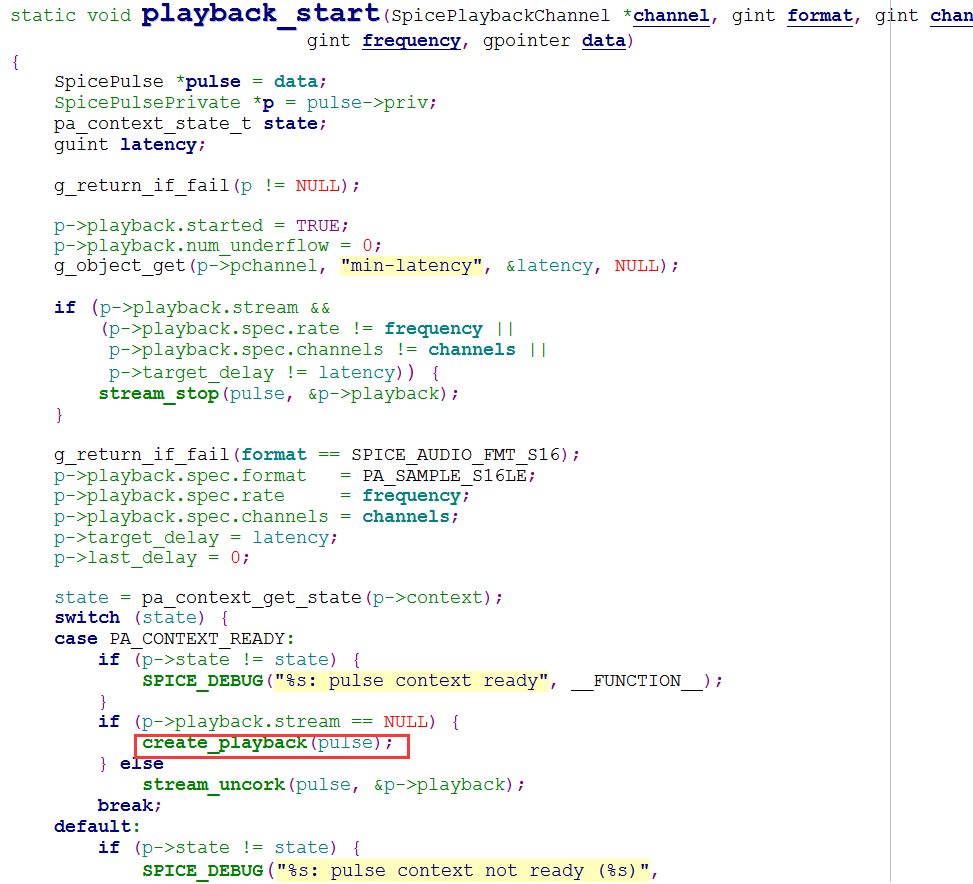 static void playback_start(SpicePlaybackChannel *channel, gint format, gint chan
                           gint frequency, gpointer data)
{
    SpicePulse *pulse = data;
    SpicePulsePrivate *p = pulse->priv;
    pa_context_state_t state;
    guint latency;

    g_return_if_fail(p != NULL);

    p->playback.started = TRUE;
    p->playback.num_underflow = 0;
    g_object_get(p->pchannel, "min-latency", &latency, NULL);

    if (p->playback.stream &&
        (p->playback.spec.rate != frequency ||
         p->playback.spec.channels != channels ||
         p->target_delay != latency)) {
        stream_stop(pulse, &p->playback);
    }

    g_return_if_fail(format == SPICE_AUDIO_FMT_S16);
    p->playback.spec.format   = PA_SAMPLE_S16LE;
    p->playback.spec.rate     = frequency;
    p->playback.spec.channels = channels;
    p->target_delay = latency;
    p->last_delay = 0;

    state = pa_context_get_state(p->context);
    switch (state) {
    case PA_CONTEXT_READY:
        if (p->state != state) {
            SPICE_DEBUG("%s: pulse context ready", __FUNCTION__);
        }
        if (p->playback.stream == NULL) {
            create_playback(pulse);
        } else
            stream_uncork(pulse, &p->playback);
        break;
    default:
        if (p->state != state) {
            SPICE_DEBUG("%s: pulse context not ready (%s)",